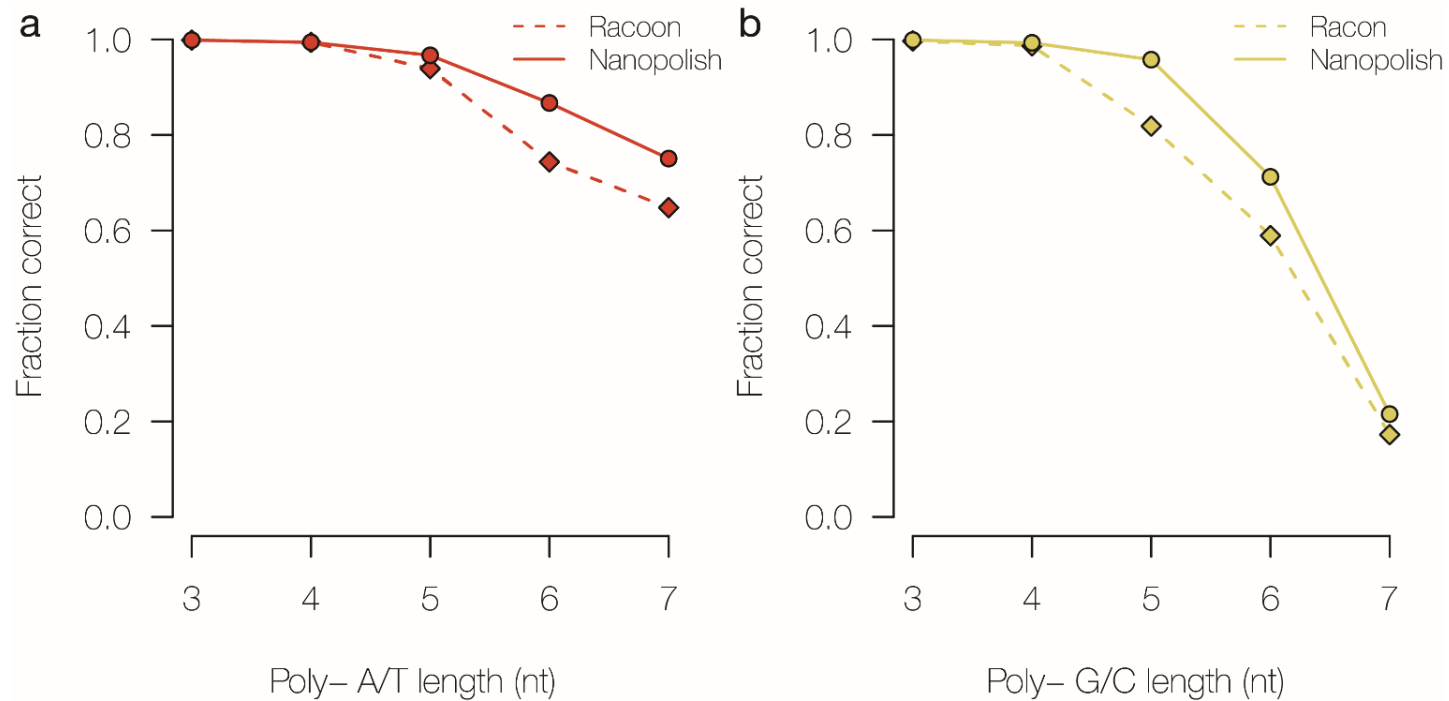 a
Racoon
Nanopolish
1.0
0.8
0.6
0.4
0.2
0.0
Fraction correct
3 4 5 6 7
Poly– A/T length (nt)
b
Racon
Nanopolish
1.0
0.8
0.6
0.4
0.2
0.0
Fraction correct
3 4 5 6 7
Poly– G/C length (nt)